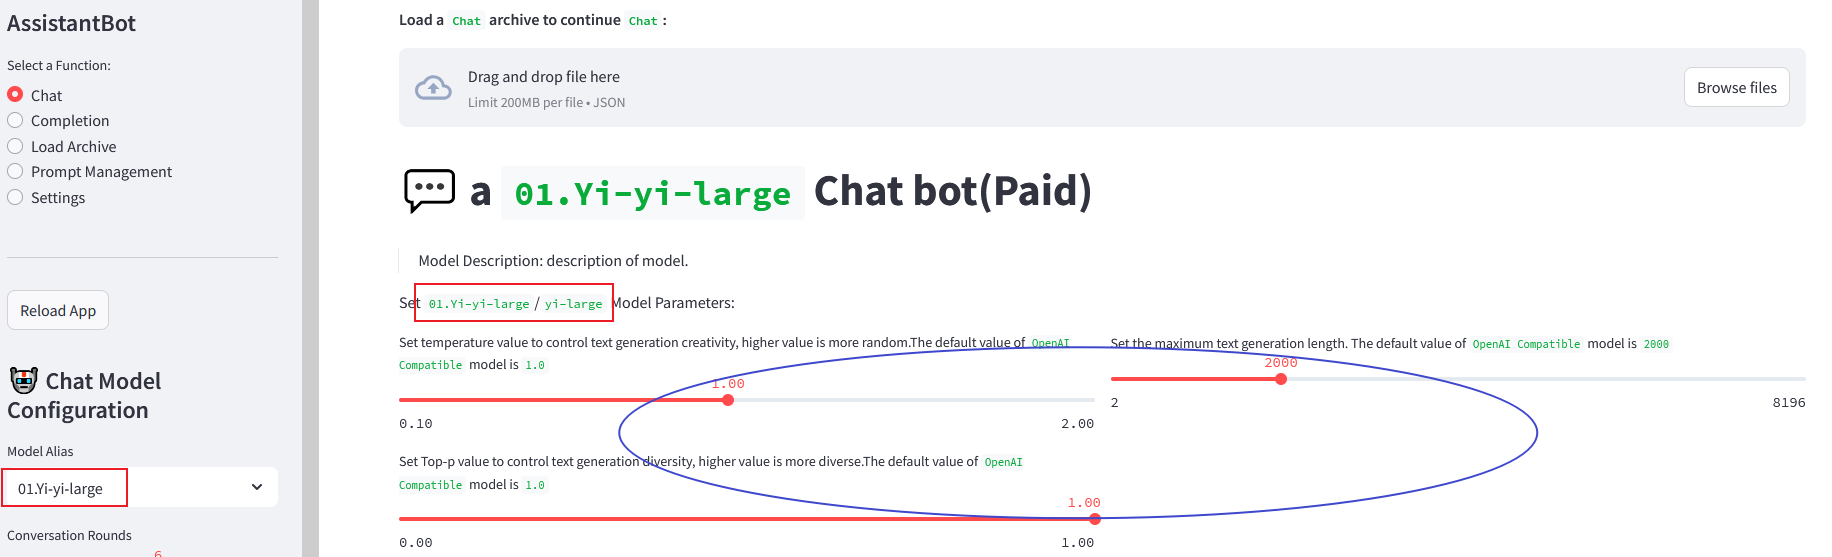 AssistantBot
Select a Function:
Chat
Completion
Load Archive
Prompt Management
Settings
Reload App
Chat Model
Configuration
Model Alias
01.Yi-yi-large
Conversation Rounds
6
Load a Chat archive to continue Chat :
Drag and drop file here
Limit 200MB per file • JSON
Browse files
a 01.Yi-yi-large Chat bot(Paid)
Model Description: description of model.
Set 01.Yi-yi-large / yi-large Model Parameters:
Set temperature value to control text generation creativity, higher value is more random.The default value of OpenAI
Compatible model is 1.0
1.00
0.10 2.00
Set the maximum text generation length. The default value of OpenAI Compatible model is 2000
2000
2 8196
Set Top-p value to control text generation diversity, higher value is more diverse.The default value of OpenAI
Compatible model is 1.0
1.00
0.00 1.00